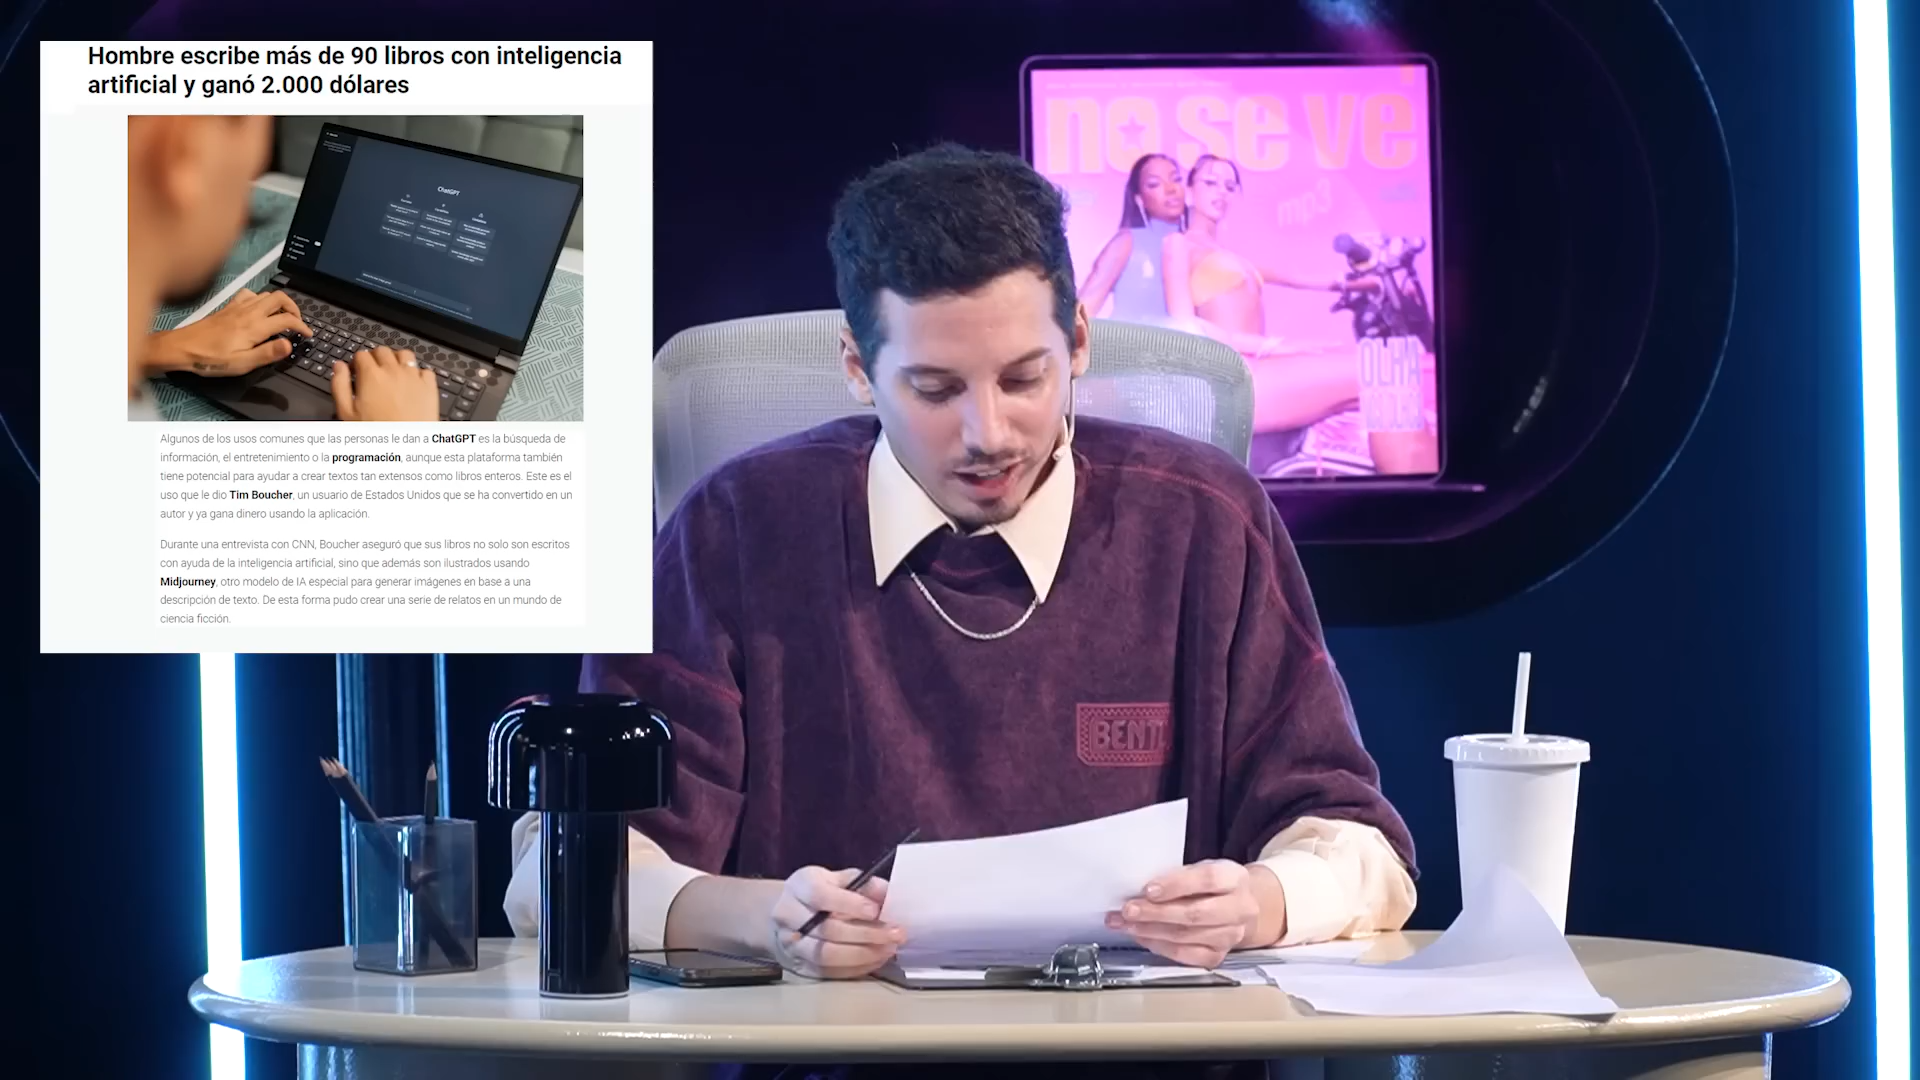 Hombre escribe más de 90 libros con inteligencia
artificial y ganó 2.000 dólares
ChatGPT
Algunos de los usos comunes que las personas le dan a ChatGPT es la búsqueda de
información, el entretenimiento o la programación, aunque esta plataforma también
tiene potencial para ayudar a crear textos tan extensos como libros enteros. Este es el
uso que le dio Tim Boucher, un usuario de Estados Unidos que se ha convertido en un
autor y ya gana dinero usando la aplicación.
Durante una entrevista con CNN, Boucher aseguró que sus libros no solo son escritos
con ayuda de la inteligencia artificial, sino que además son ilustrados usando
Midjourney, otro modelo de IA especial para generar imágenes en base a una
descripción de texto. De esta forma pudo crear una serie de relatos en un mundo de
ciencia ficción.
no se ve
mp3
OLHA
BENT